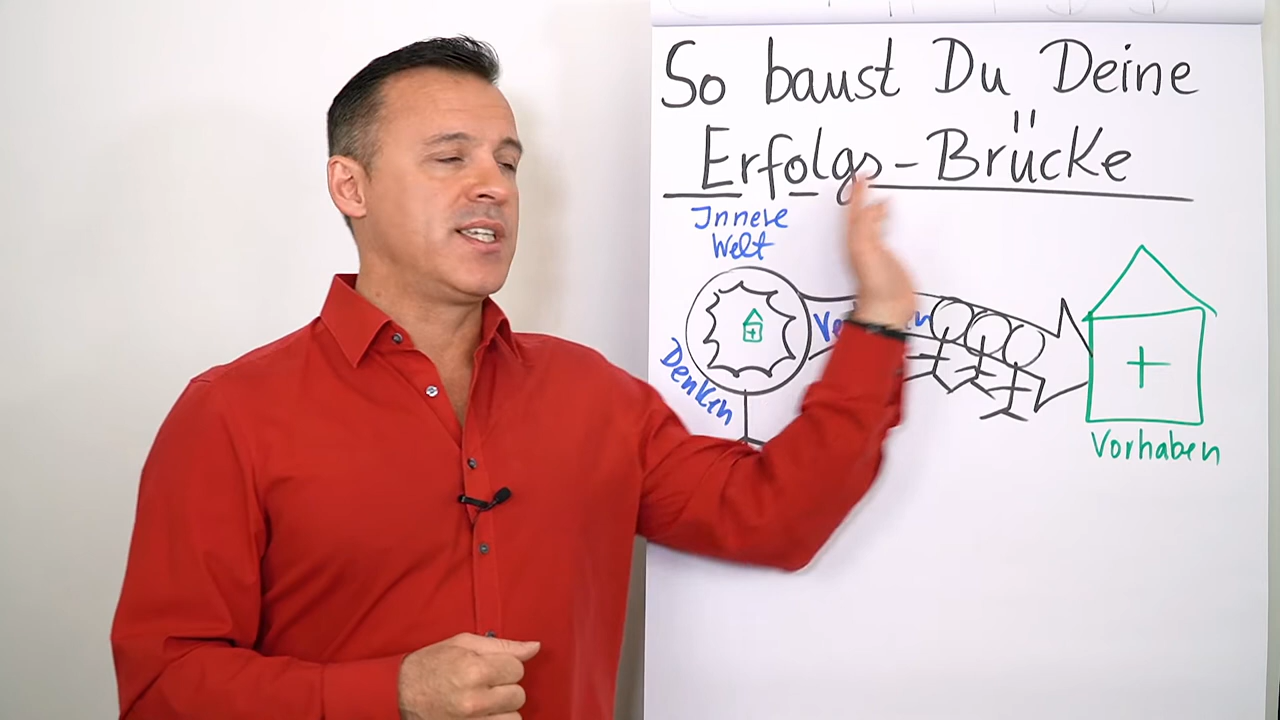 So baust Du Deine
Erfolgs-Brücke
Innere
Welt
Denken
Vorhaben